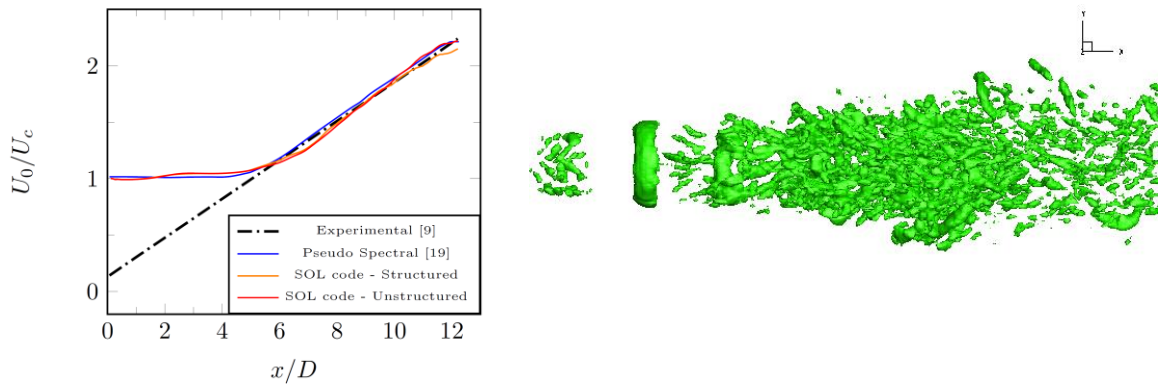 2
1
0
U₀/U_c
Experimental [9]
Pseudo Spectral [19]
SOL code - Structured
SOL code - Unstructured
0 2 4 6 8 10 12
x/D
Y
Z X